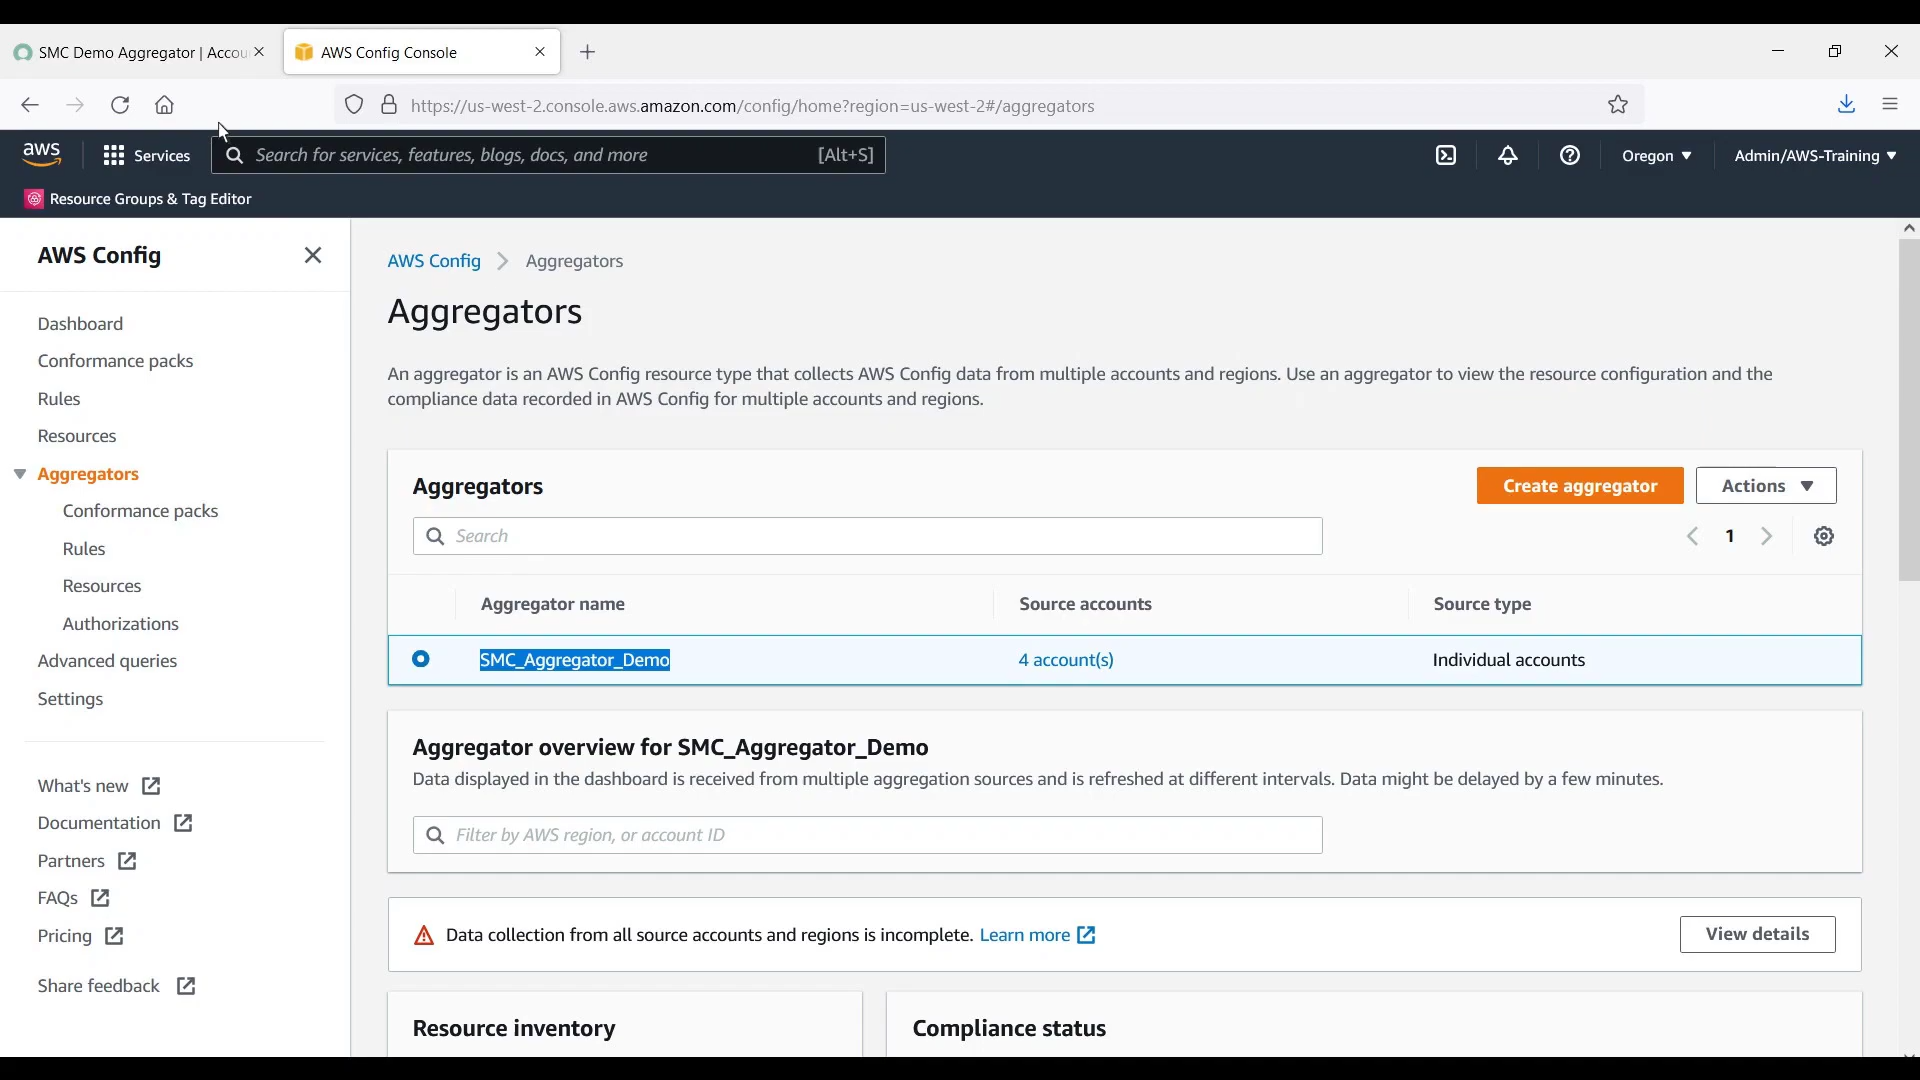 SMC Demo Aggregator | Accou
AWS Config Console
https://us-west-2.console.aws.amazon.com/config/home?region=us-west-2#/aggregators
aws
Services
Search for services, features, blogs, docs, and more
[Alt+S]
Oregon
Admin/AWS-Training
Resource Groups & Tag Editor
AWS Config
Dashboard
Conformance packs
Rules
Resources
Aggregators
Conformance packs
Rules
Resources
Authorizations
Advanced queries
Settings
What's new
Documentation
Partners
FAQs
Pricing
Share feedback
AWS Config
Aggregators
Aggregators
An aggregator is an AWS Config resource type that collects AWS Config data from multiple accounts and regions. Use an aggregator to view the resource configuration and the
compliance data recorded in AWS Config for multiple accounts and regions.
Aggregators
Create aggregator
Actions
Search
1
Aggregator name
Source accounts
Source type
SMC_Aggregator_Demo
4 account(s)
Individual accounts
Aggregator overview for SMC_Aggregator_Demo
Data displayed in the dashboard is received from multiple aggregation sources and is refreshed at different intervals. Data might be delayed by a few minutes.
Filter by AWS region, or account ID
Data collection from all source accounts and regions is incomplete. Learn more
View details
Resource inventory
Compliance status